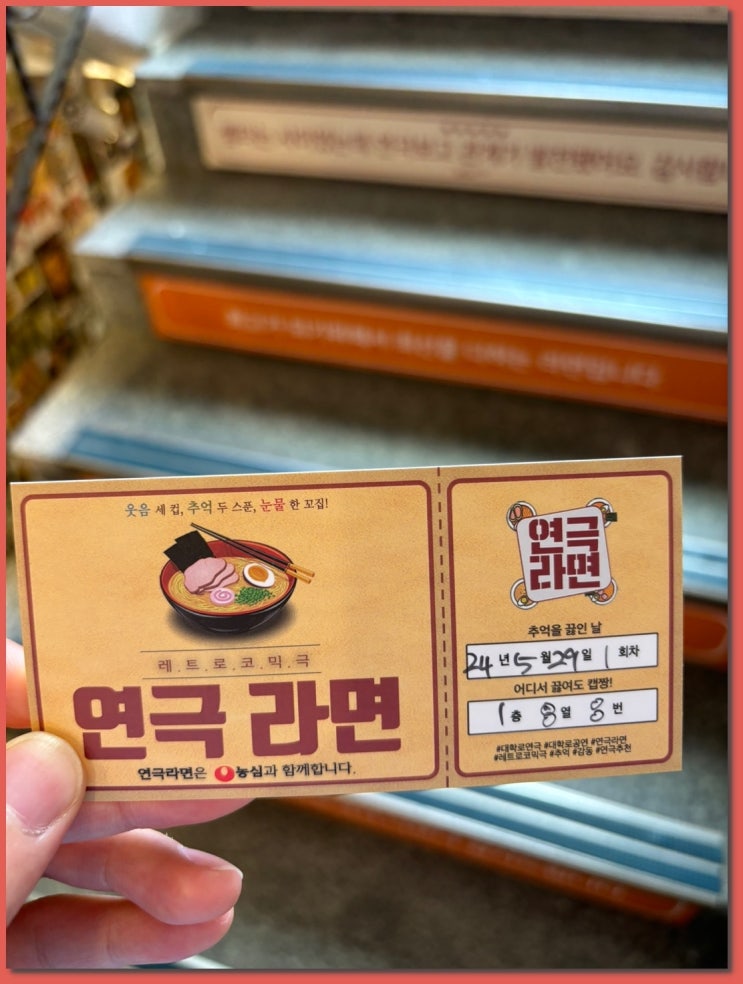 웃음 세 컵, 추억 두 스푼, 눈물 한 꼬집!
레.트.로.코.믹.극
연극 라면
연극라면은 농심과 함께합니다.
연극
라면
추억을 끓인 날
24 년 5 월 29 일 1 회차
어디서 끓여도 캡짱!
1 층 8 열 8 번
#대학로연극 #대학로공연 #연극라면
#레트로코믹극 #추억 #감동 #연극추천